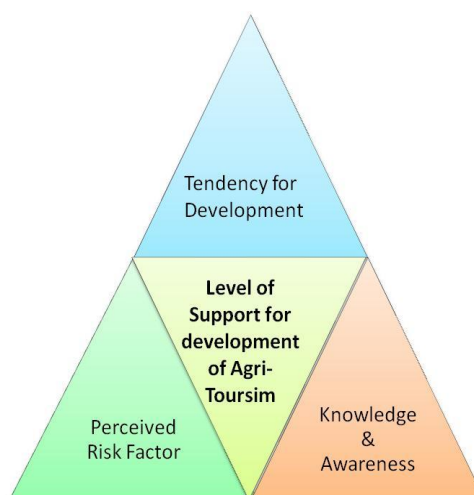 Tendency for
Development
Level of
Support for
development
of Agri-
Toursim
Perceived
Risk Factor
Knowledge
&
Awareness